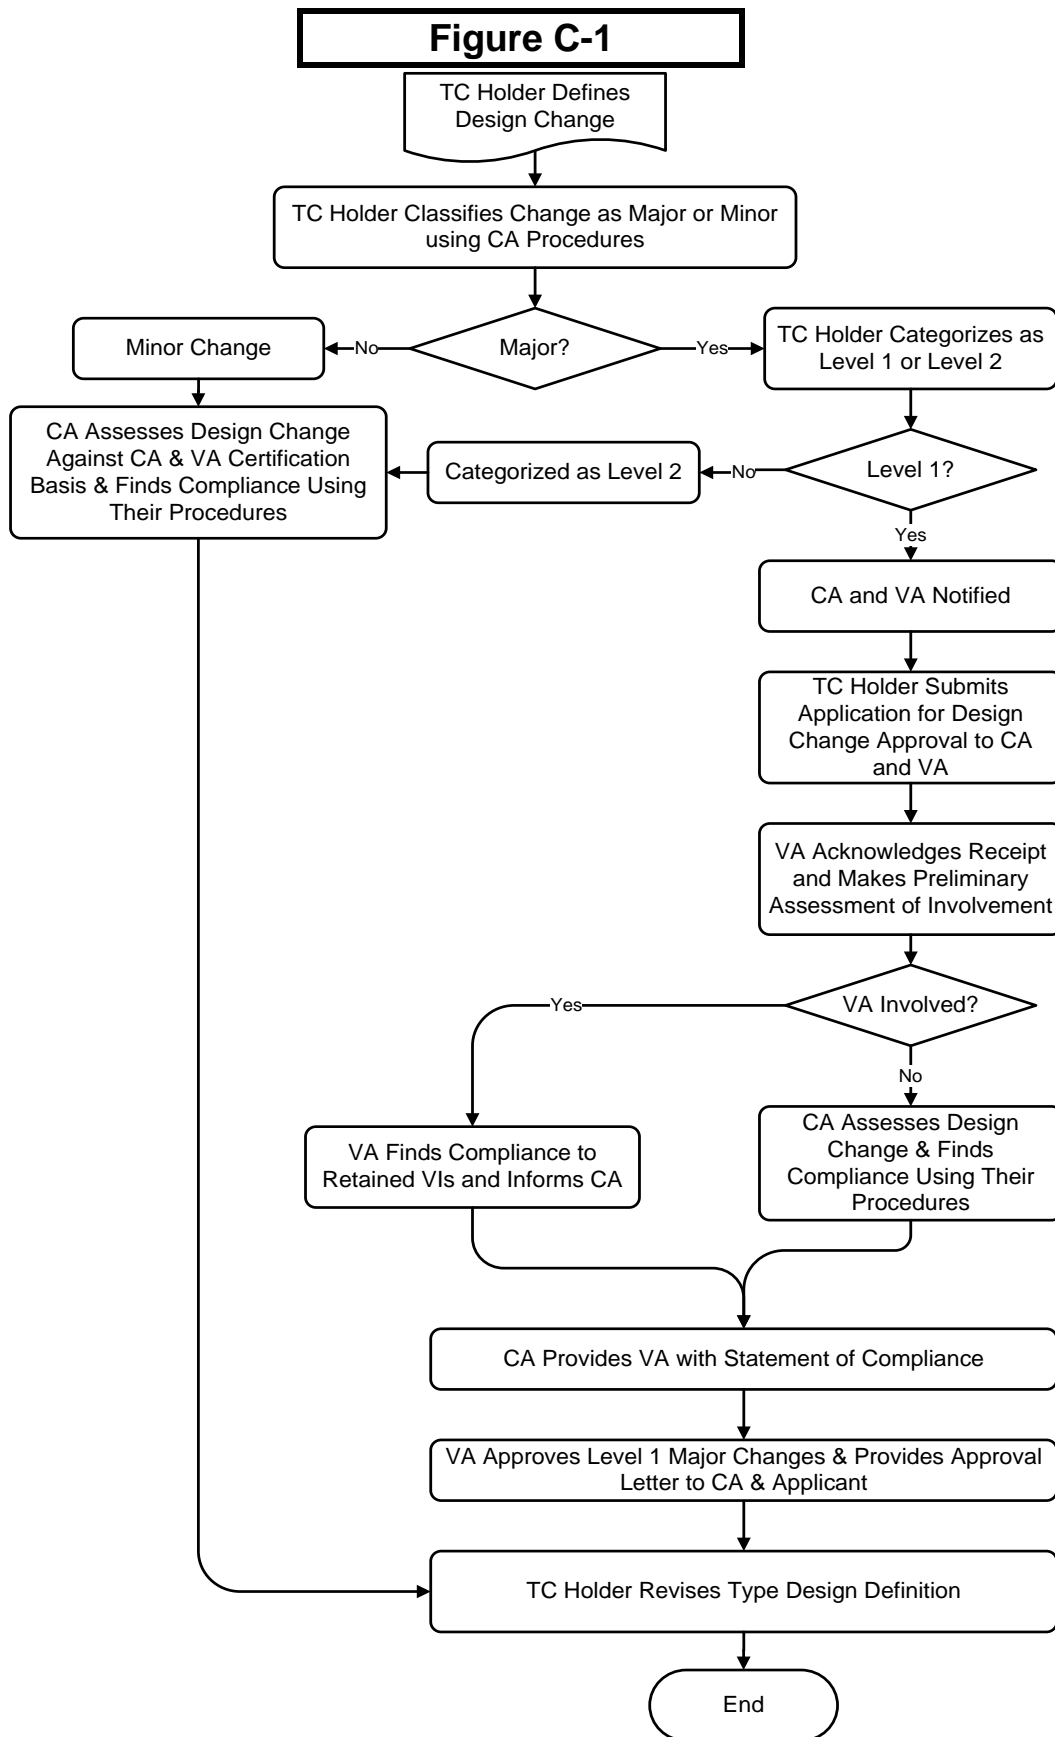 Figure C-1
TC Holder Defines
Design Change
TC Holder Classifies Change as Major or Minor
using CA Procedures
Minor Change
No
Major?
Yes
TC Holder Categorizes as
Level 1 or Level 2
CA Assesses Design Change
Against CA & VA Certification
Basis & Finds Compliance Using
Their Procedures
Categorized as Level 2
No
Level 1?
Yes
CA and VA Notified
TC Holder Submits
Application for Design
Change Approval to CA
and VA
VA Acknowledges Receipt
and Makes Preliminary
Assessment of Involvement
Yes
VA Involved?
No
VA Finds Compliance to
Retained VIs and Informs CA
CA Assesses Design
Change & Finds
Compliance Using Their
Procedures
CA Provides VA with Statement of Compliance
VA Approves Level 1 Major Changes & Provides Approval
Letter to CA & Applicant
TC Holder Revises Type Design Definition
End